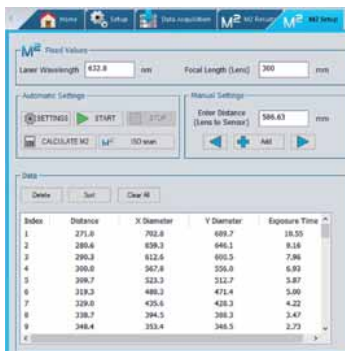 Home Setup Data Acquisition M² M2 Results M² M2 Setup
M² Fixed Values
Laser Wavelength 632.8 nm Focal Length (Lens) 300 mm
Automatic Settings Manual Settings
SETTINGS START STOP Enter Distance (Lens to Sensor) 586.63 mm
CALCULATE M2 M² ISO scan Add
Data
Delete Sort Clear All
Index Distance X Diameter Y Diameter Exposure Time
1 271.0 702.8 689.7 10.55
2 280.6 659.3 646.1 9.16
3 290.3 612.6 600.5 7.96
4 300.0 567.8 556.0 6.93
5 309.7 523.3 512.7 5.87
6 319.3 480.2 471.4 5.00
7 329.0 435.6 428.3 4.22
8 338.7 394.5 388.3 3.47
9 348.4 353.4 348.5 2.73